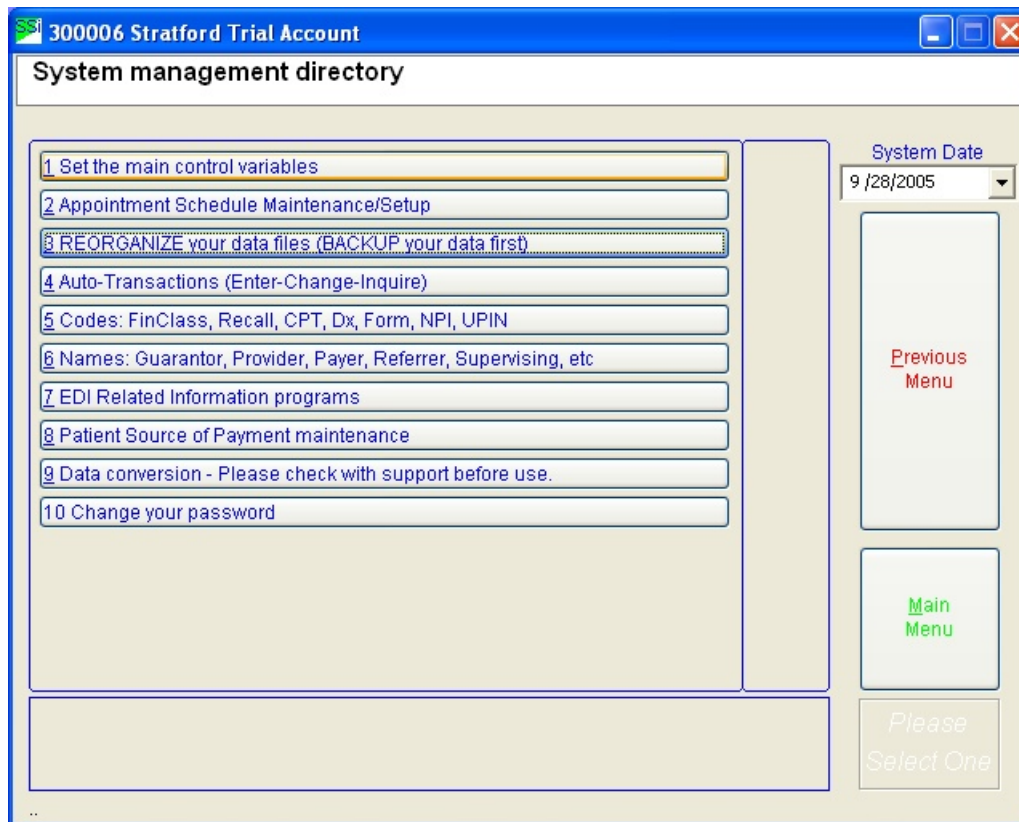 SSi 300006 Stratford Trial Account
System management directory
1 Set the main control variables
2 Appointment Schedule Maintenance/Setup
3 REORGANIZE your data files (BACKUP your data first)
4 Auto-Transactions (Enter-Change-Inquire)
5 Codes: FinClass, Recall, CPT, Dx, Form, NPI, UPIN
6 Names: Guarantor, Provider, Payer, Referrer, Supervising, etc
7 EDI Related Information programs
8 Patient Source of Payment maintenance
9 Data conversion - Please check with support before use.
10 Change your password
System Date
9 /28/2005
Previous
Menu
Main
Menu
Please
Select One
..